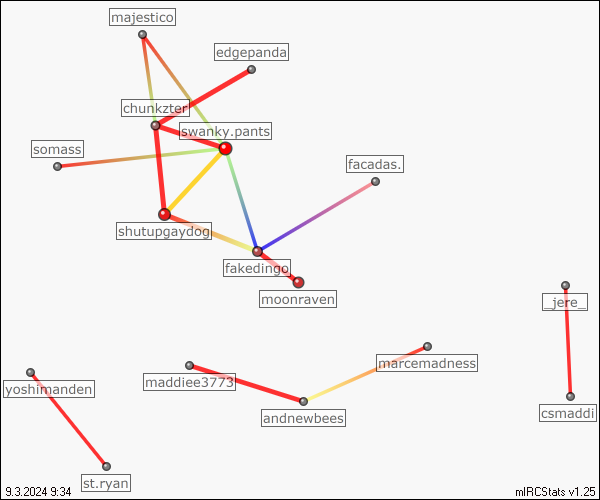 majestico
edgepanda
chunkzter
swanky.pants
somass
facadas.
shutupgaydog
fakedingo
moonraven
_jere_
marcemadness
maddiee3773
yoshimanden
andnewbees
csmaddi
st.ryan
9.3.2024 9:34
mIRCStats v1.25